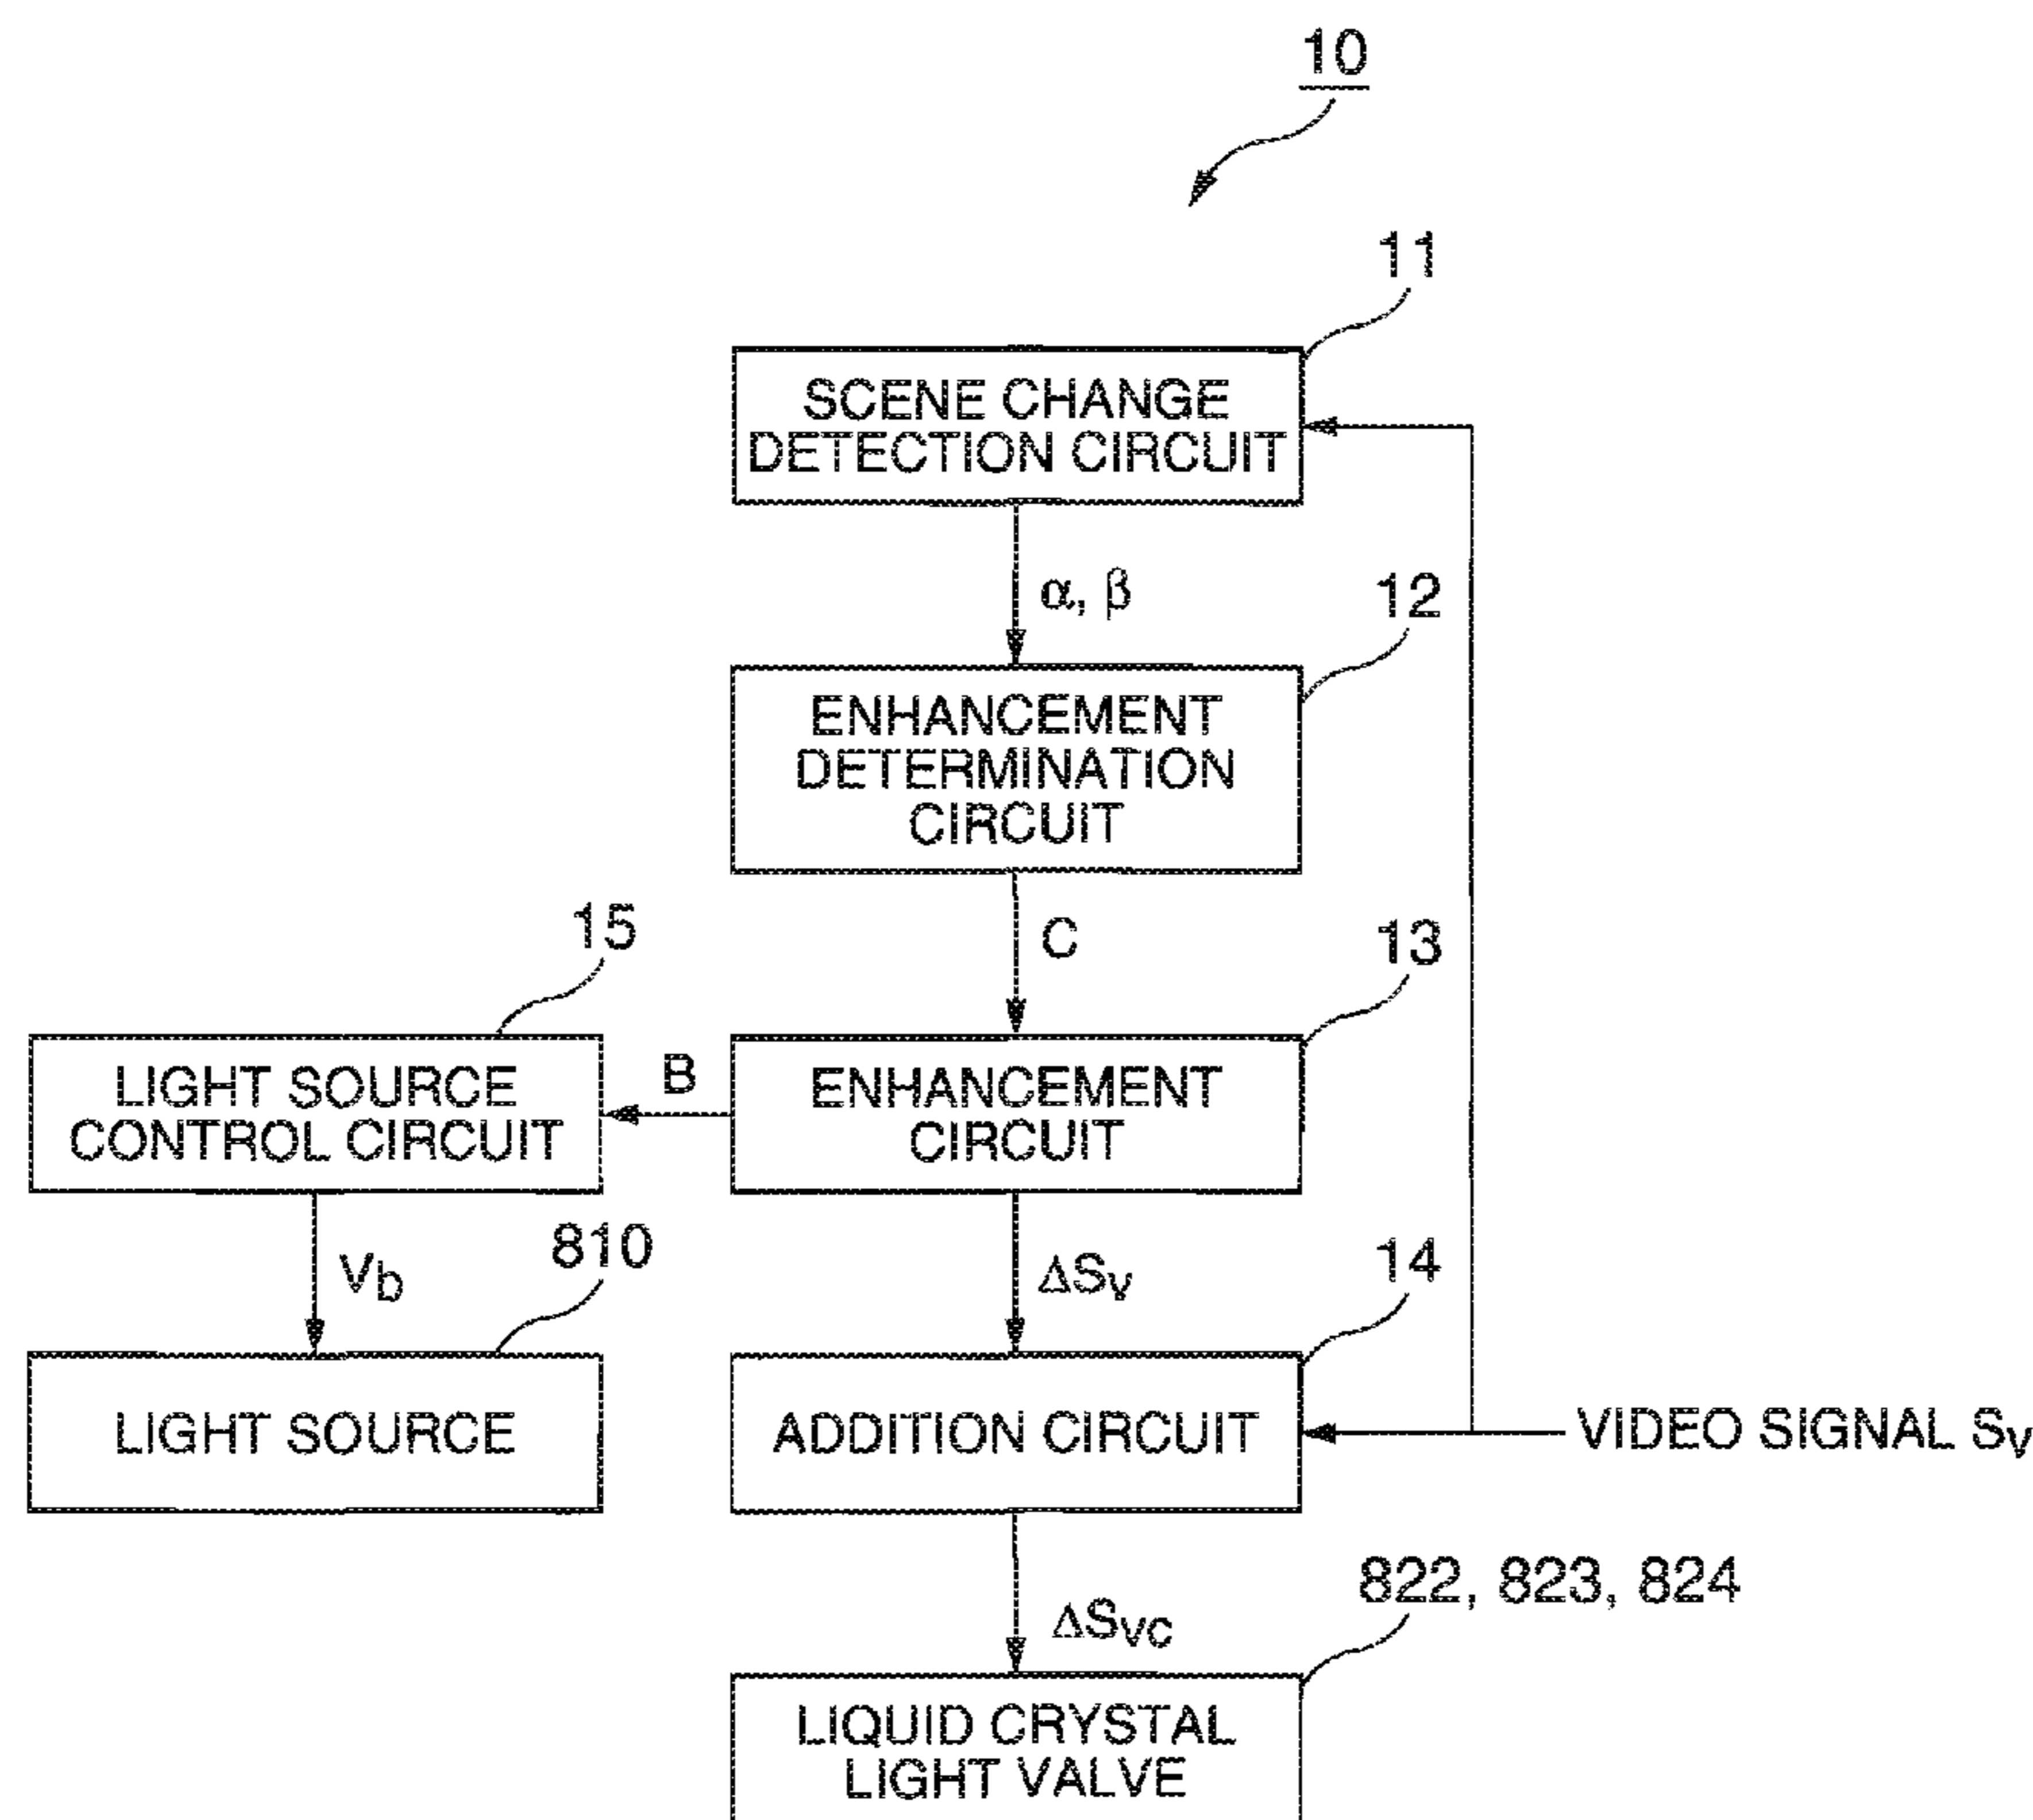 10
11
SCENE CHANGE
DETECTION CIRCUIT
α, β
12
ENHANCEMENT
DETERMINATION
CIRCUIT
C
15
13
LIGHT SOURCE
CONTROL CIRCUIT
B
ENHANCEMENT
CIRCUIT
Vb
810
ΔSv
14
LIGHT SOURCE
ADDITION CIRCUIT
VIDEO SIGNAL Sv
ΔSvc
822, 823, 824
LIQUID CRYSTAL
LIGHT VALVE